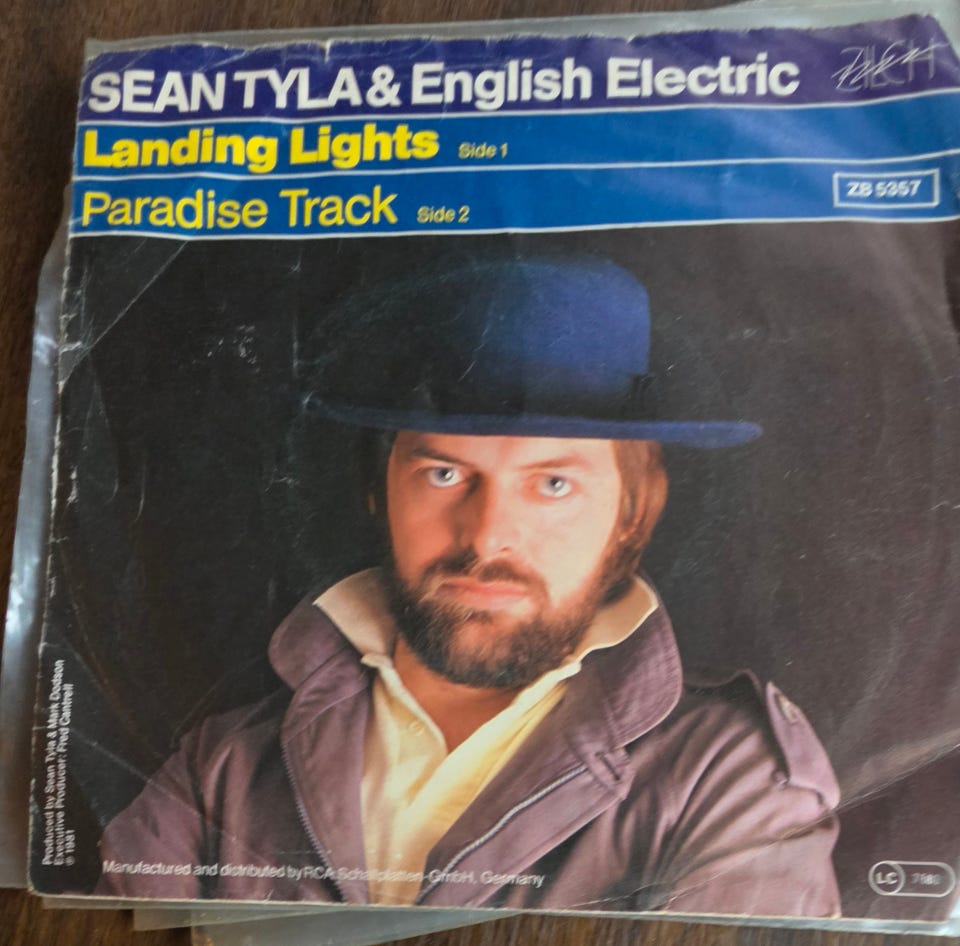 SEAN TYLA & English Electric
ZILCH
Landing Lights Side 1
Paradise Track Side 2
ZB 5357
Produced by Sean Tyla & Mark Dodson
Executive Producer: Fred Cantrell
℗ 1981
Manufactured and distributed by RCA Schallplatten-GmbH, Germany
LC